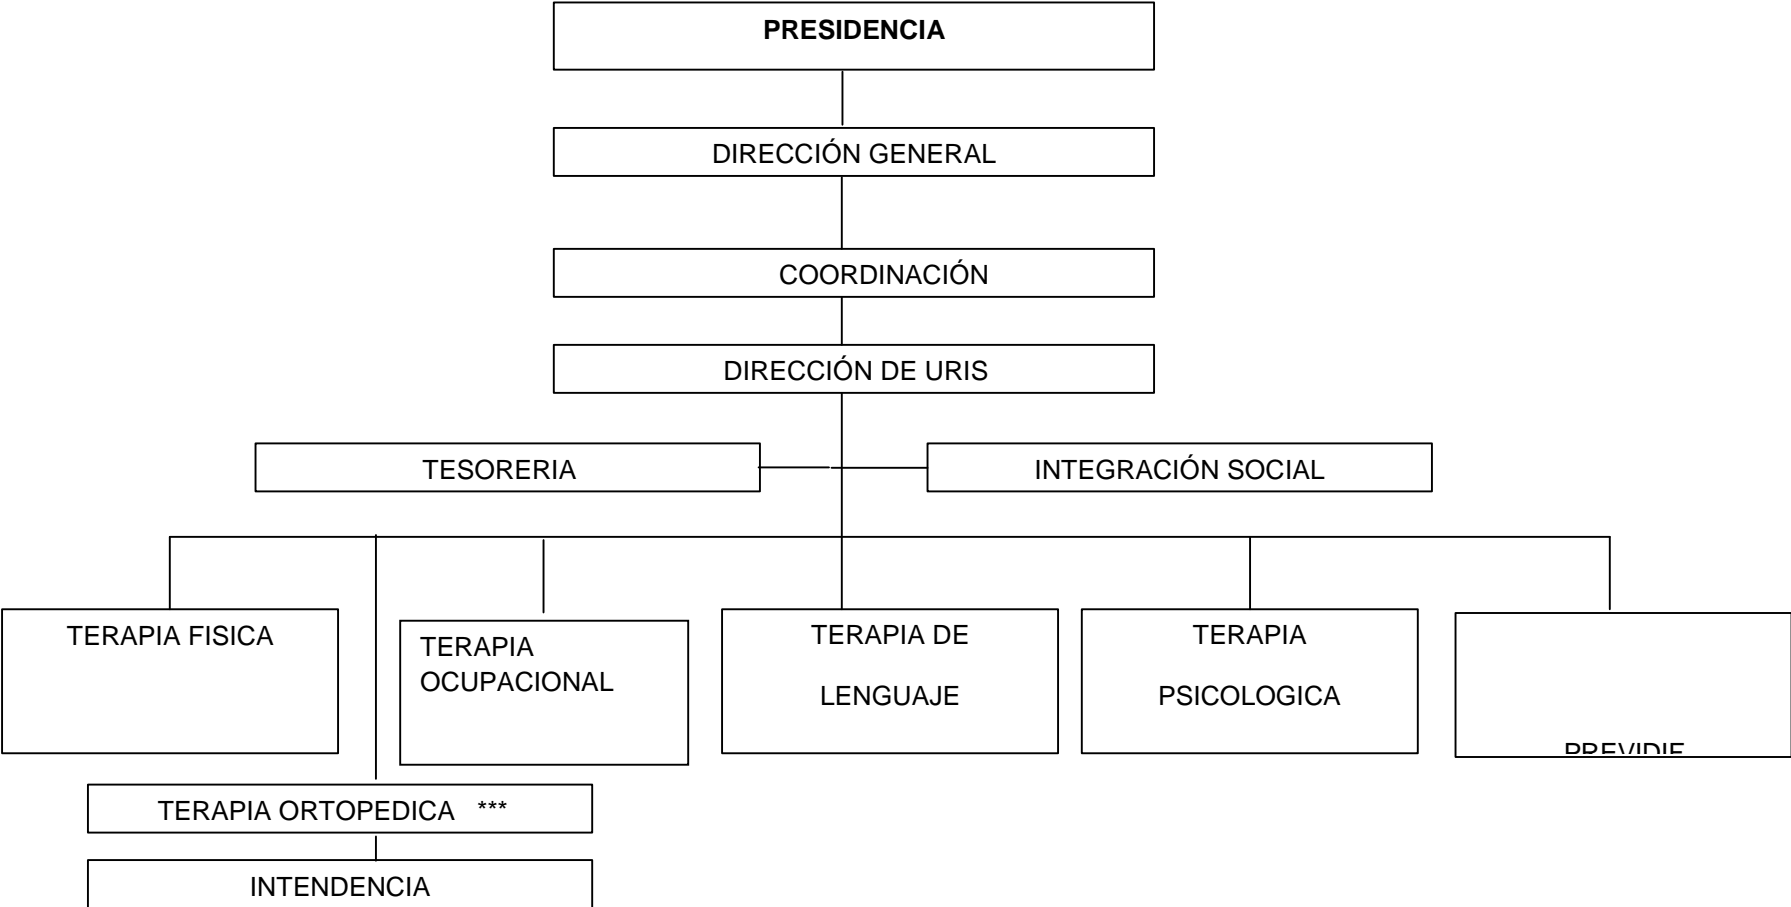 PRESIDENCIA
DIRECCIÓN GENERAL
COORDINACIÓN
DIRECCIÓN DE URIS
TESORERIA
INTEGRACIÓN SOCIAL
TERAPIA FISICA
TERAPIA
OCUPACIONAL
TERAPIA DE
LENGUAJE
TERAPIA
PSICOLOGICA
PREVIDIF
TERAPIA ORTOPEDICA ***
INTENDENCIA